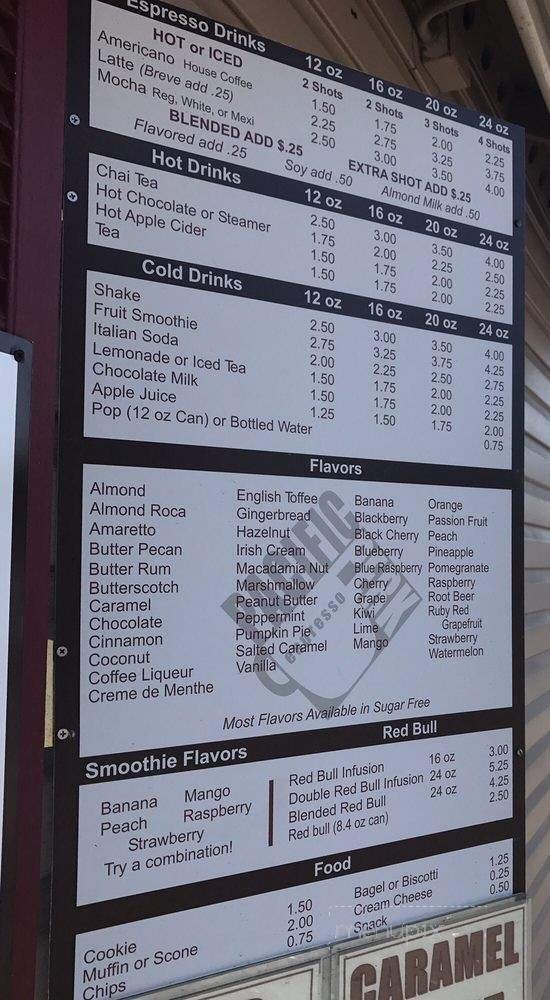 Espresso Drinks 12 oz 16 oz 20 oz 24 oz
HOT or ICED 2 Shots 2 Shots 3 Shots 4 Shots
Americano House Coffee 1.50 1.75 2.00 2.25
Latte (Breve add .25) 2.25 2.75 3.25 3.75
Mocha Reg, White, or Mexi 2.50 3.00 3.50 4.00
BLENDED ADD $.25 EXTRA SHOT ADD $.25
Flavored add .25 Soy add .50 Almond Milk add .50
Hot Drinks 12 oz 16 oz 20 oz 24 oz
Chai Tea 2.50 3.00 3.50 4.00
Hot Chocolate or Steamer 1.75 2.00 2.25 2.50
Hot Apple Cider 1.50 1.75 2.00 2.25
Tea 1.50 1.75 2.00 2.25
Cold Drinks 12 oz 16 oz 20 oz 24 oz
Shake 2.50 3.00 3.50 4.00
Fruit Smoothie 2.75 3.25 3.75 4.25
Italian Soda 2.00 2.25 2.50 2.75
Lemonade or Iced Tea 1.50 1.75 2.00 2.25
Chocolate Milk 1.50 1.75 2.00 2.25
Apple Juice 1.25 1.50 1.75 2.00
Pop (12 oz Can) or Bottled Water 0.75
Flavors
Almond
Almond Roca
Amaretto
Butter Pecan
Butter Rum
Butterscotch
Caramel
Chocolate
Cinnamon
Coconut
Coffee Liqueur
Creme de Menthe
English Toffee
Gingerbread
Hazelnut
Irish Cream
Macadamia Nut
Marshmallow
Peanut Butter
Peppermint
Pumpkin Pie
Salted Caramel
Vanilla
Banana
Blackberry
Black Cherry
Blueberry
Blue Raspberry
Cherry
Grape
Kiwi
Lime
Mango
Orange
Passion Fruit
Peach
Pineapple
Pomegranate
Raspberry
Root Beer
Ruby Red
Grapefruit
Strawberry
Watermelon
PACIFIC
espresso
Most Flavors Available in Sugar Free
Smoothie Flavors
Banana Mango
Peach Raspberry
Strawberry
Try a combination!
Red Bull
Red Bull Infusion 16 oz 3.00
Double Red Bull Infusion 24 oz 5.25
Blended Red Bull 24 oz 4.25
Red bull (8.4 oz can) 2.50
Food
Cookie 1.50
Muffin or Scone 2.00
Chips 0.75
Bagel or Biscotti 1.25
Cream Cheese 0.25
Snack 0.50
CARAMEL